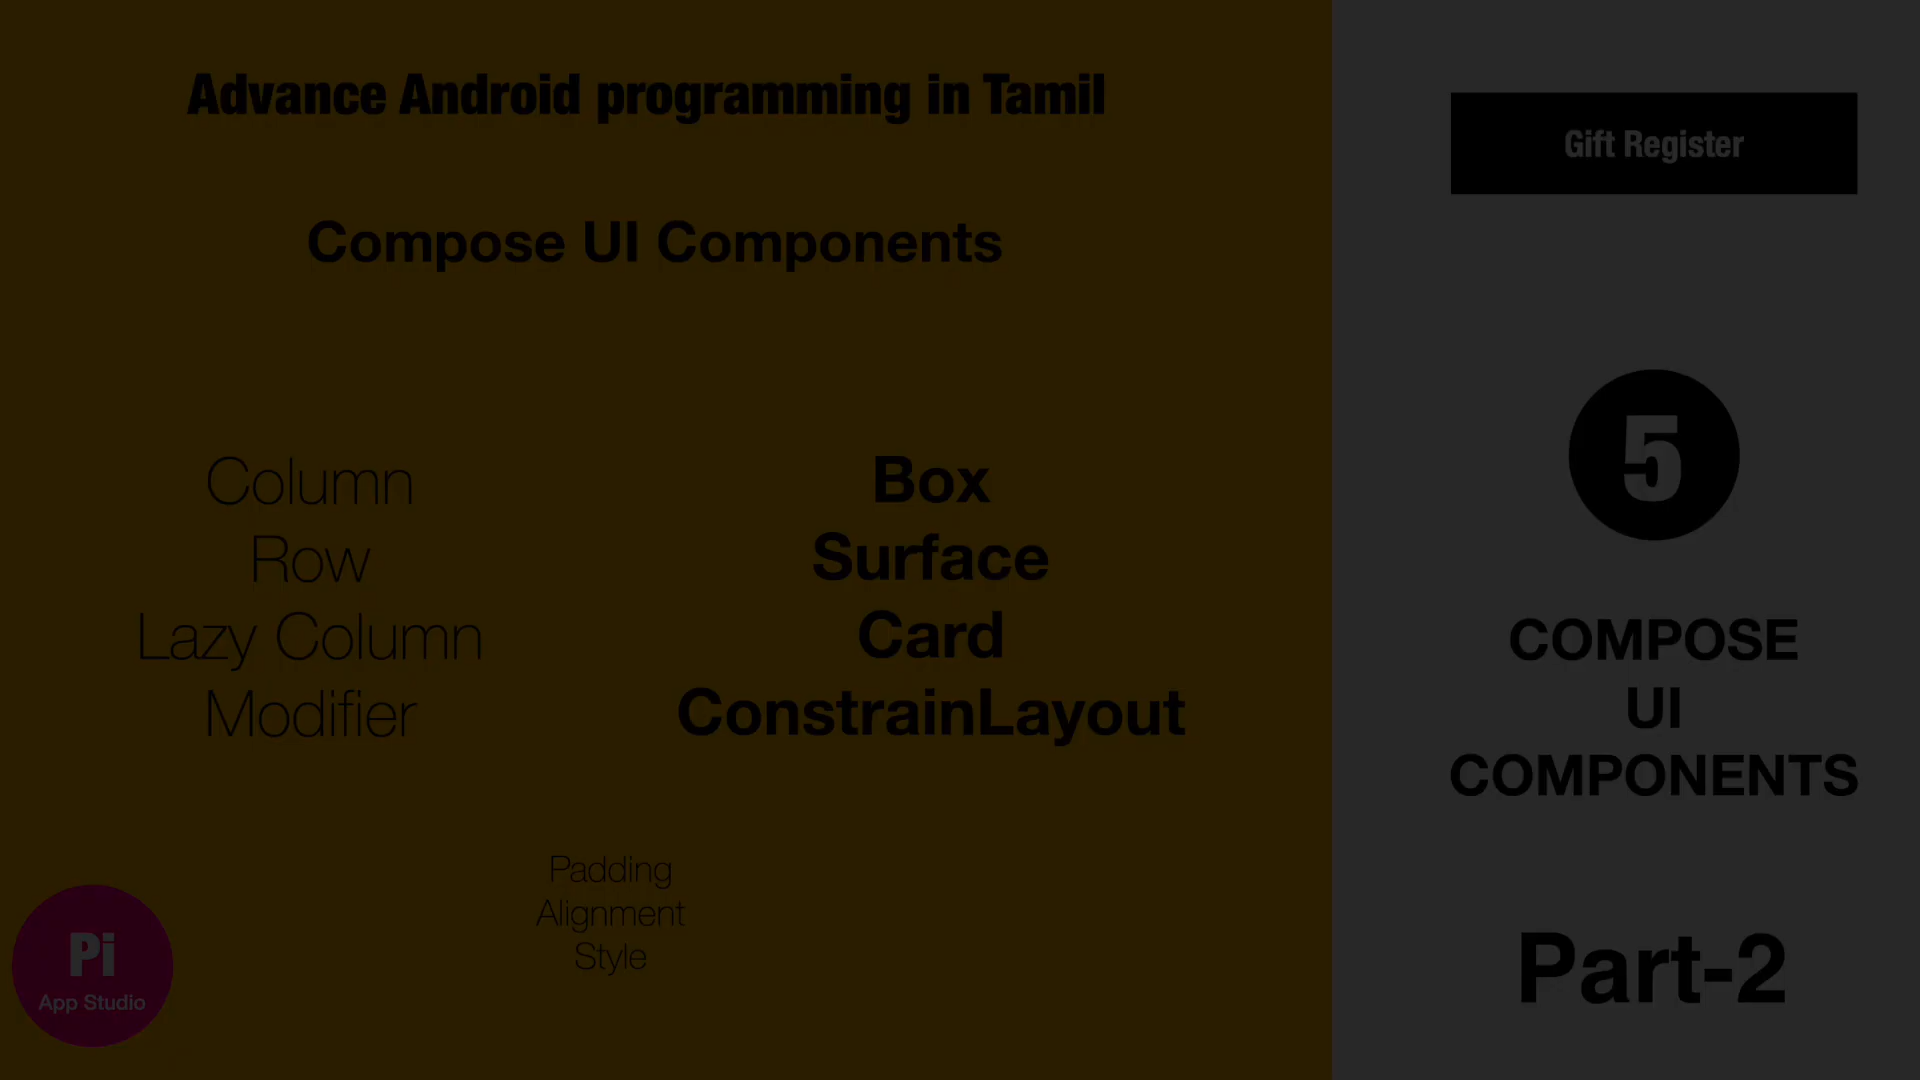 Advance Android programming in Tamil
Compose UI Components
Column
Row
Lazy Column
Modifier
Box
Surface
Card
ConstrainLayout
Padding
Alignment
Style
Pi
App Studio
Gift Register
5
COMPOSE
UI
COMPONENTS
Part-2